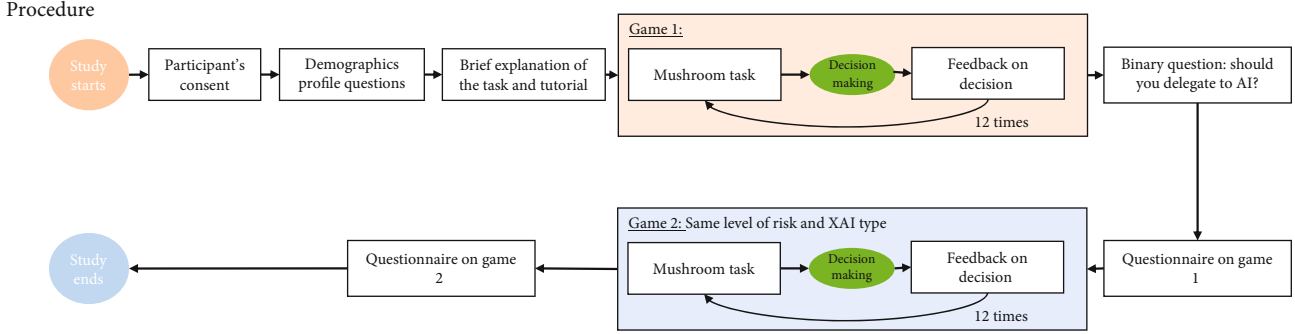 Procedure
Study
starts
Participant's
consent
Demographics
profile questions
Brief explanation of
the task and tutorial
Game 1:
Mushroom task
Decision
making
Feedback on
decision
12 times
Binary question: should
you delegate to AI?
Questionnaire on game
1
Game 2: Same level of risk and XAI type
Mushroom task
Decision
making
Feedback on
decision
12 times
Questionnaire on game
2
Study
ends